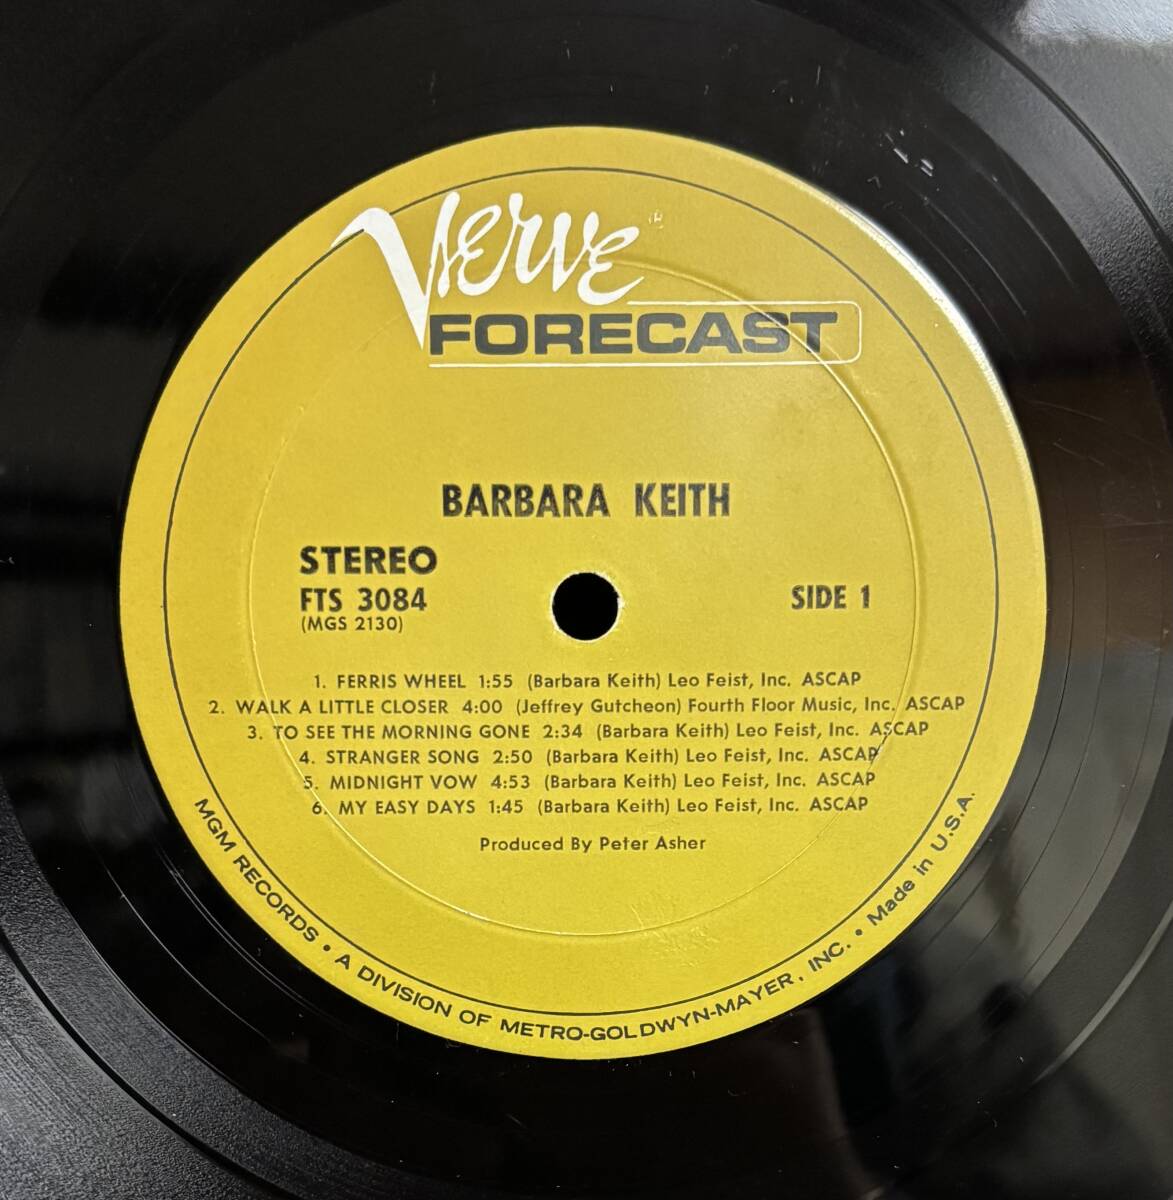 Verve ®
FORECAST
BARBARA KEITH
STEREO
FTS 3084
(MGS 2130)
SIDE 1
1. FERRIS WHEEL 1:55 (Barbara Keith) Leo Feist, Inc. ASCAP
2. WALK A LITTLE CLOSER 4:00 (Jeffrey Gutcheon) Fourth Floor Music, Inc. ASCAP
3. TO SEE THE MORNING GONE 2:34 (Barbara Keith) Leo Feist, Inc. ASCAP
4. STRANGER SONG 2:50 (Barbara Keith) Leo Feist, Inc. ASCAP
5. MIDNIGHT VOW 4:53 (Barbara Keith) Leo Feist, Inc. ASCAP
6. MY EASY DAYS 1:45 (Barbara Keith) Leo Feist, Inc. ASCAP
Produced By Peter Asher
MGM RECORDS • A DIVISION OF METRO-GOLDWYN-MAYER, INC. • Made in U.S.A.